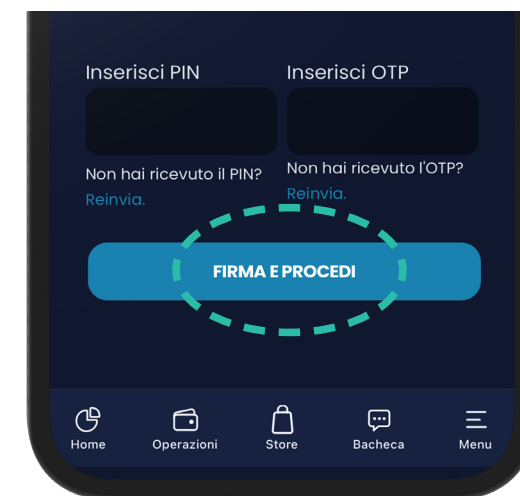 Inserisci PIN
Inserisci OTP
Non hai ricevuto il PIN?
Reinvia.
Non hai ricevuto l'OTP?
Reinvia.
FIRMA E PROCEDI
Home
Operazioni
Store
Bacheca
Menu